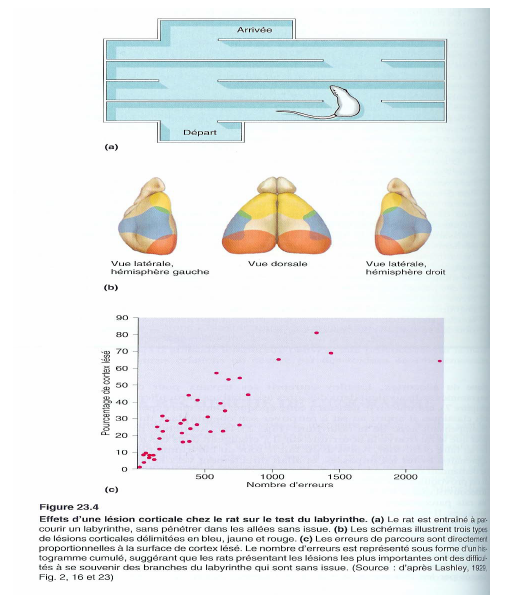 Arrivée
Départ
(a)
Vue latérale,
hémisphère gauche
Vue dorsale
Vue latérale,
hémisphère droit
(b)
Pourcentage de cortex lésé
90
80
70
60
50
40
30
20
10
0
500
1000
1500
2000
Nombre d'erreurs
(c)
Figure 23.4
Effets d'une lésion corticale chez le rat sur le test du labyrinthe. (a) Le rat est entraîné à par-
courir un labyrinthe, sans pénétrer dans les allées sans issue. (b) Les schémas illustrent trois types
de lésions corticales délimitées en bleu, jaune et rouge. (c) Les erreurs de parcours sont directement
proportionnelles à la surface de cortex lésé. Le nombre d'erreurs est représenté sous forme d'un his-
togramme cumulé, suggérant que les rats présentant les lésions les plus importantes ont des difficul-
tés à se souvenir des branches du labyrinthe qui sont sans issue. (Source : d'après Lashley, 1929,
Fig. 2, 16 et 23)